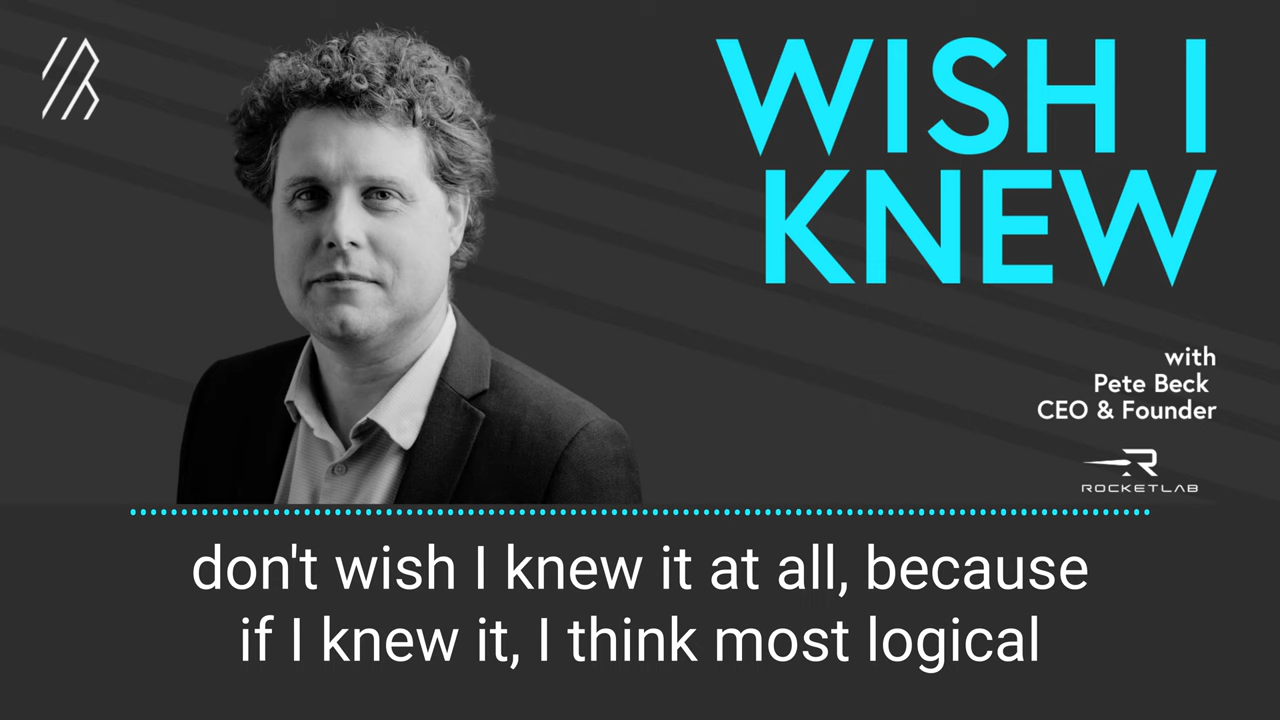 WISH I
KNEW
with
Pete Beck
CEO & Founder
ROCKETLAB
don't wish I knew it at all, because
if I knew it, I think most logical